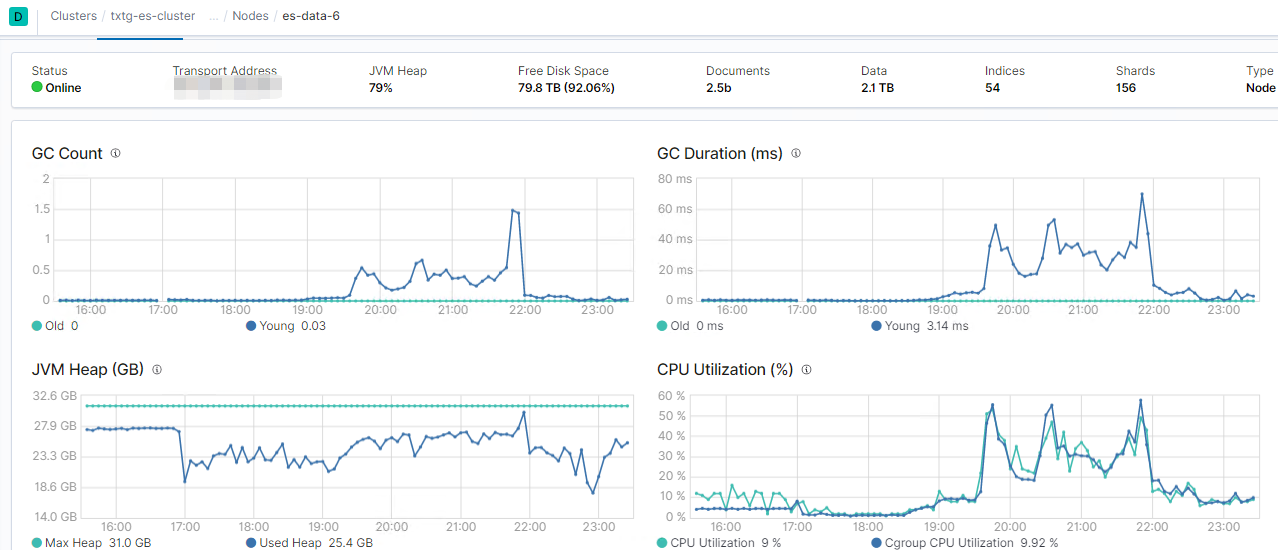 D Clusters / txtg-es-cluster ... / Nodes / es-data-6
Status Transport Address JVM Heap Free Disk Space Documents Data Indices Shards Type
Online 79% 79.8 TB (92.06%) 2.5b 2.1 TB 54 156 Node
GC Count
2
1.5
1
0.5
0
16:00 17:00 18:00 19:00 20:00 21:00 22:00 23:00
Old 0 Young 0.03
GC Duration (ms)
80 ms
60 ms
40 ms
20 ms
0 ms
16:00 17:00 18:00 19:00 20:00 21:00 22:00 23:00
Old 0 ms Young 3.14 ms
JVM Heap (GB)
32.6 GB
27.9 GB
23.3 GB
18.6 GB
14.0 GB
16:00 17:00 18:00 19:00 20:00 21:00 22:00 23:00
Max Heap 31.0 GB Used Heap 25.4 GB
CPU Utilization (%)
60 %
50 %
40 %
30 %
20 %
10 %
0 %
16:00 17:00 18:00 19:00 20:00 21:00 22:00 23:00
CPU Utilization 9 % Cgroup CPU Utilization 9.92 %